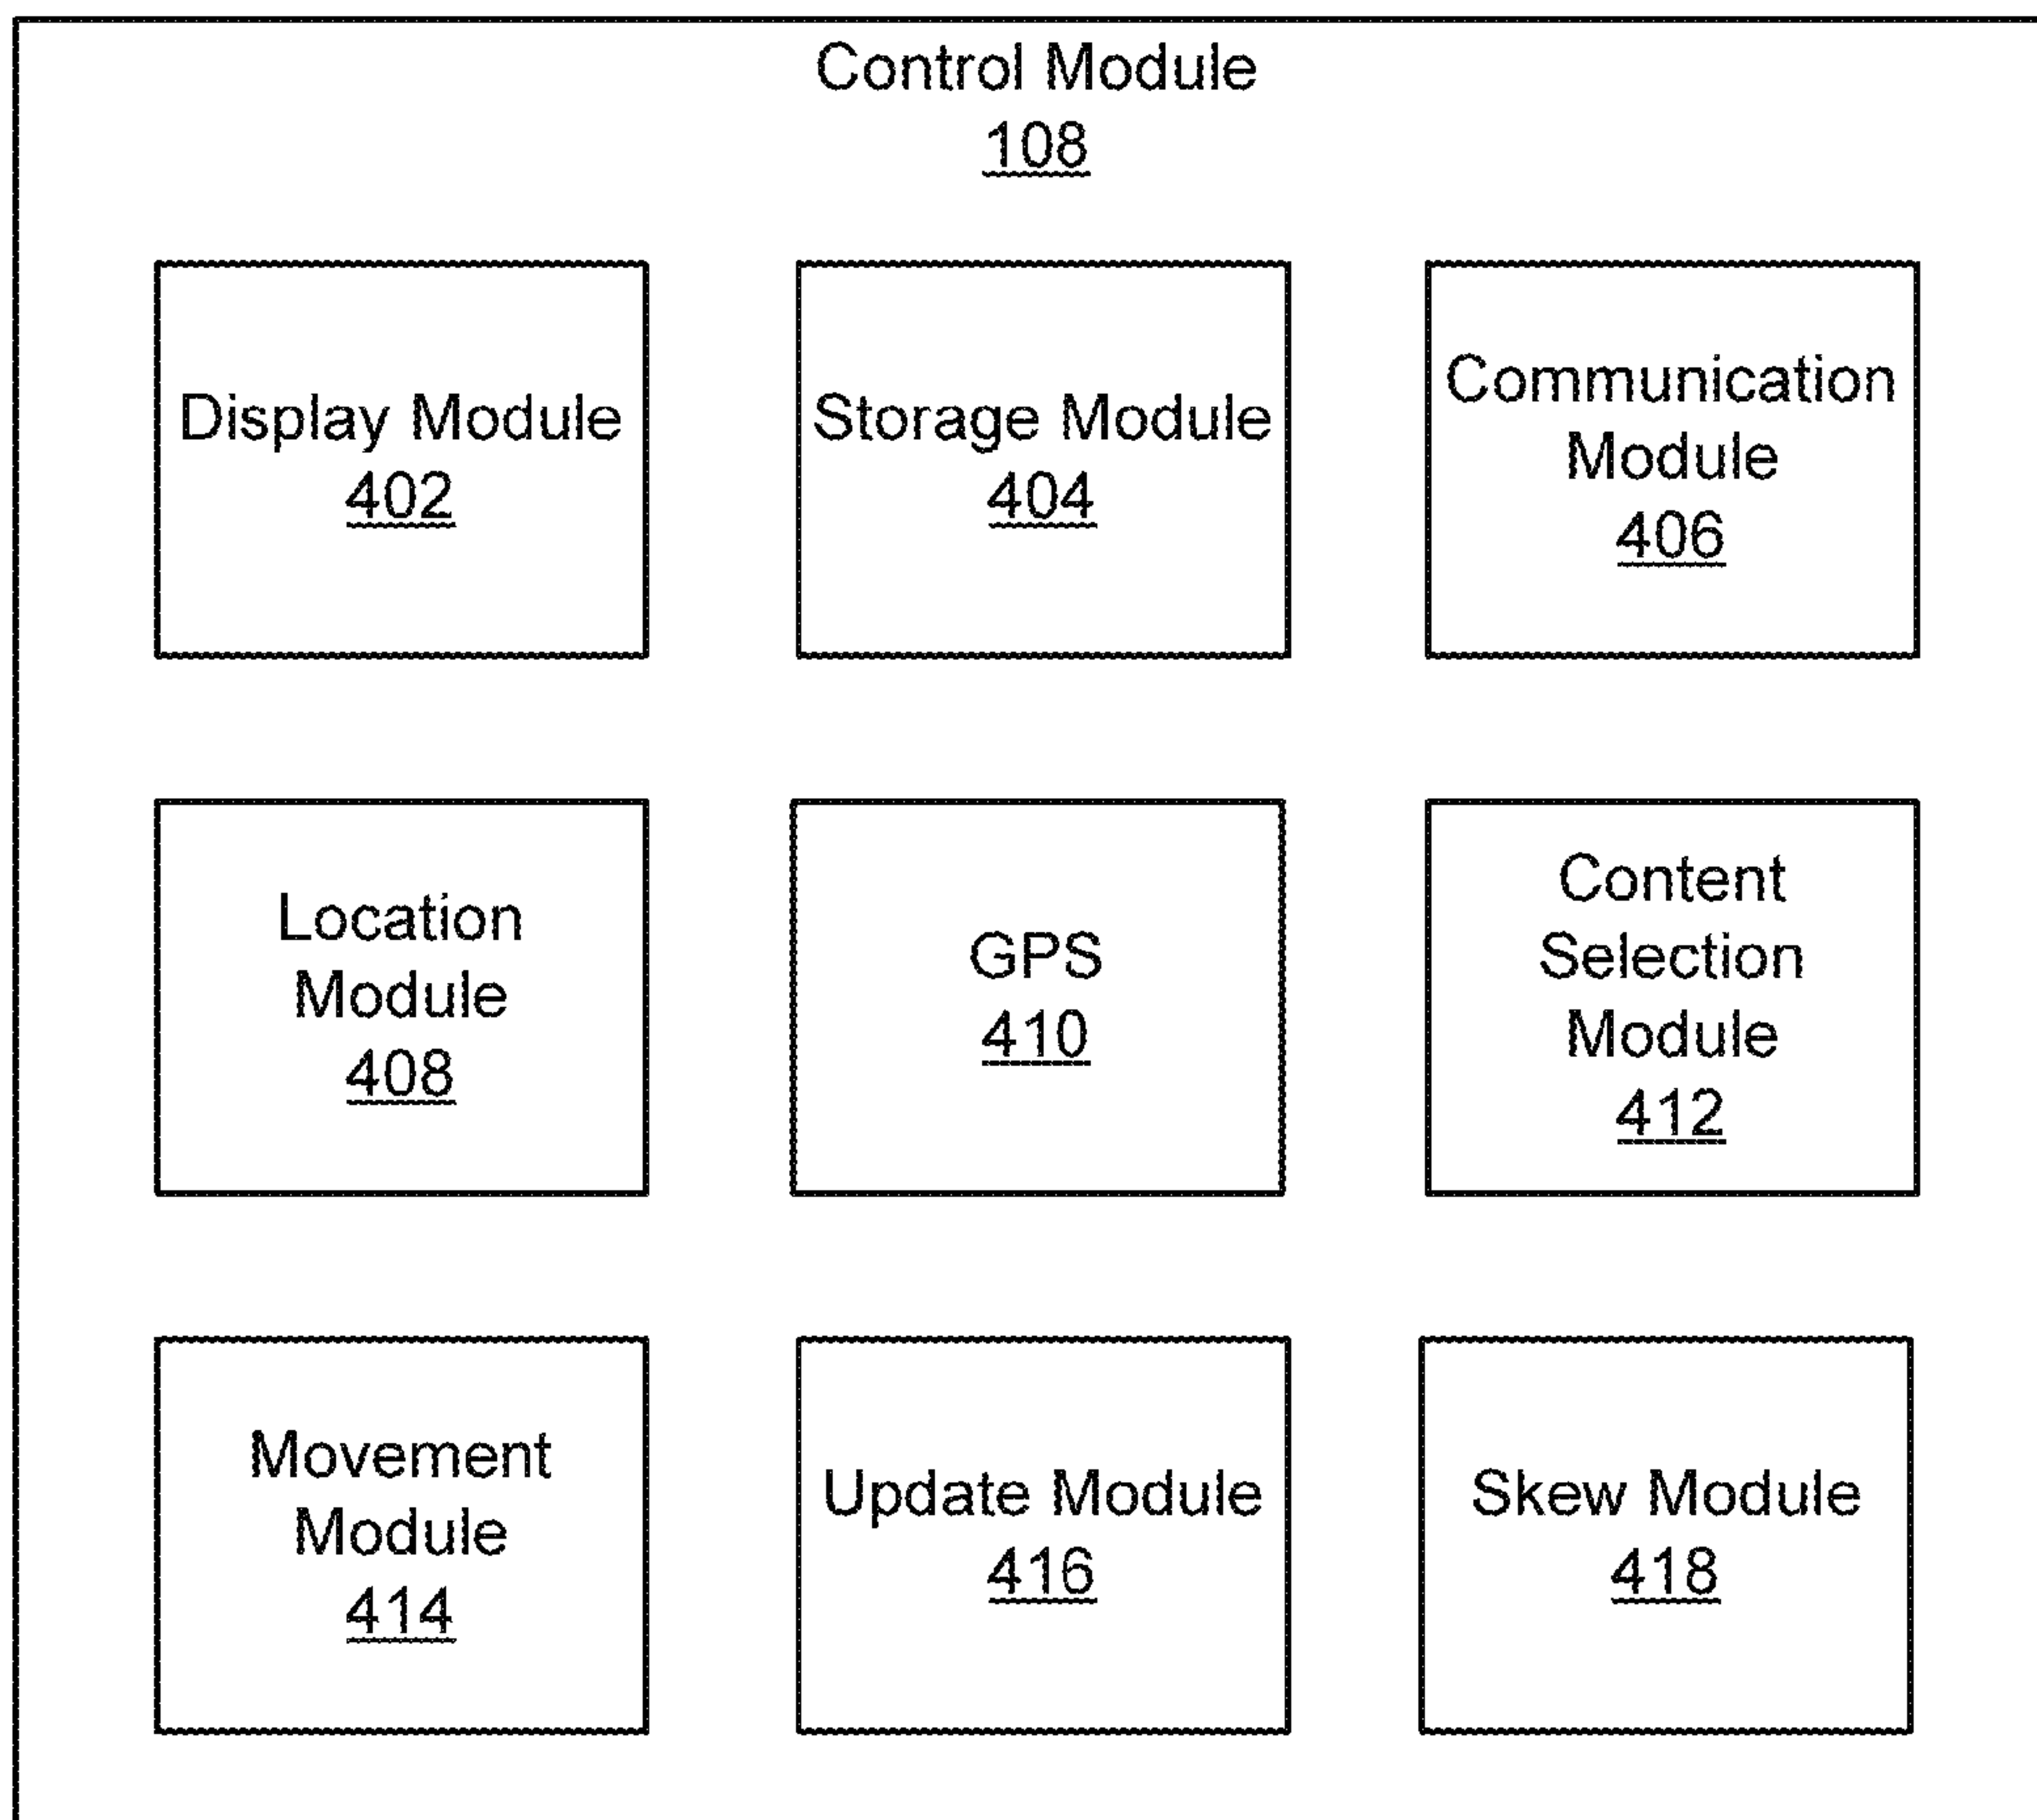 Control Module
108
Display Module
402
Storage Module
404
Communication
Module
406
Location
Module
408
GPS
410
Content
Selection
Module
412
Movement
Module
414
Update Module
416
Skew Module
418